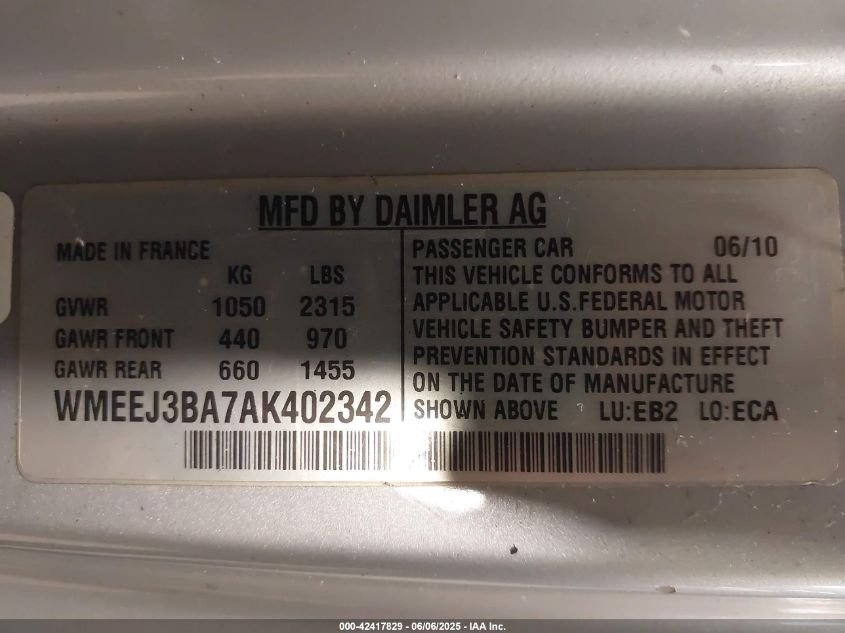 MFD BY DAIMLER AG
MADE IN FRANCE
KG LBS
GVWR 1050 2315
GAWR FRONT 440 970
GAWR REAR 660 1455
WMEEJ3BA7AK402342
PASSENGER CAR 06/10
THIS VEHICLE CONFORMS TO ALL
APPLICABLE U.S.FEDERAL MOTOR
VEHICLE SAFETY BUMPER AND THEFT
PREVENTION STANDARDS IN EFFECT
ON THE DATE OF MANUFACTURE
SHOWN ABOVE LU:EB2 LO:ECA
000-42417829 - 06/06/2025 - IAA Inc.